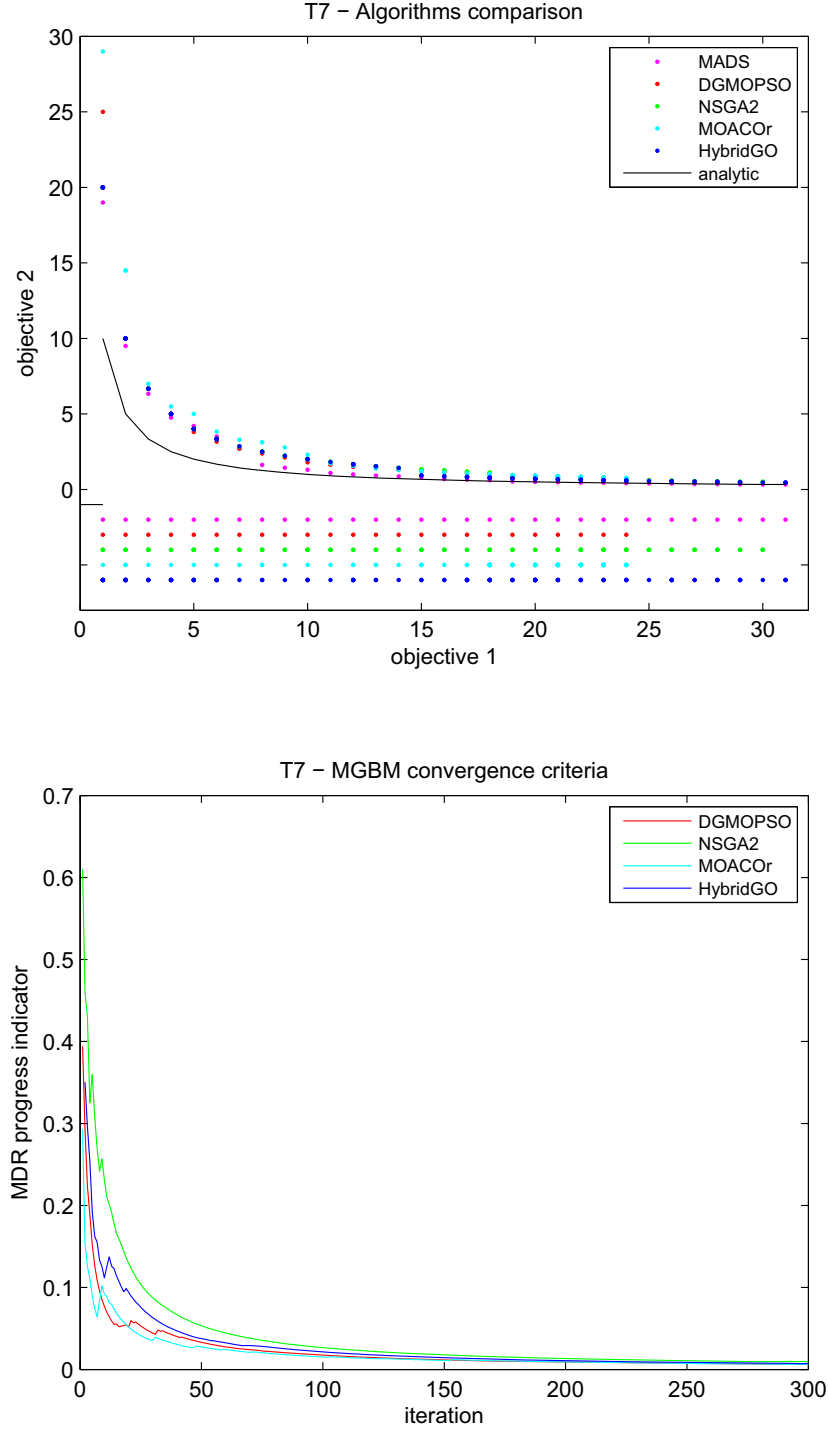 T7 − Algorithms comparison
30
25
20
15
10
5
0
objective 2
MADS
DGMOPSO
NSGA2
MOACOr
HybridGO
analytic
0 5 10 15 20 25 30
objective 1
T7 − MGBM convergence criteria
0.7
0.6
0.5
0.4
0.3
0.2
0.1
0
MDR progress indicator
DGMOPSO
NSGA2
MOACOr
HybridGO
0 50 100 150 200 250 300
iteration